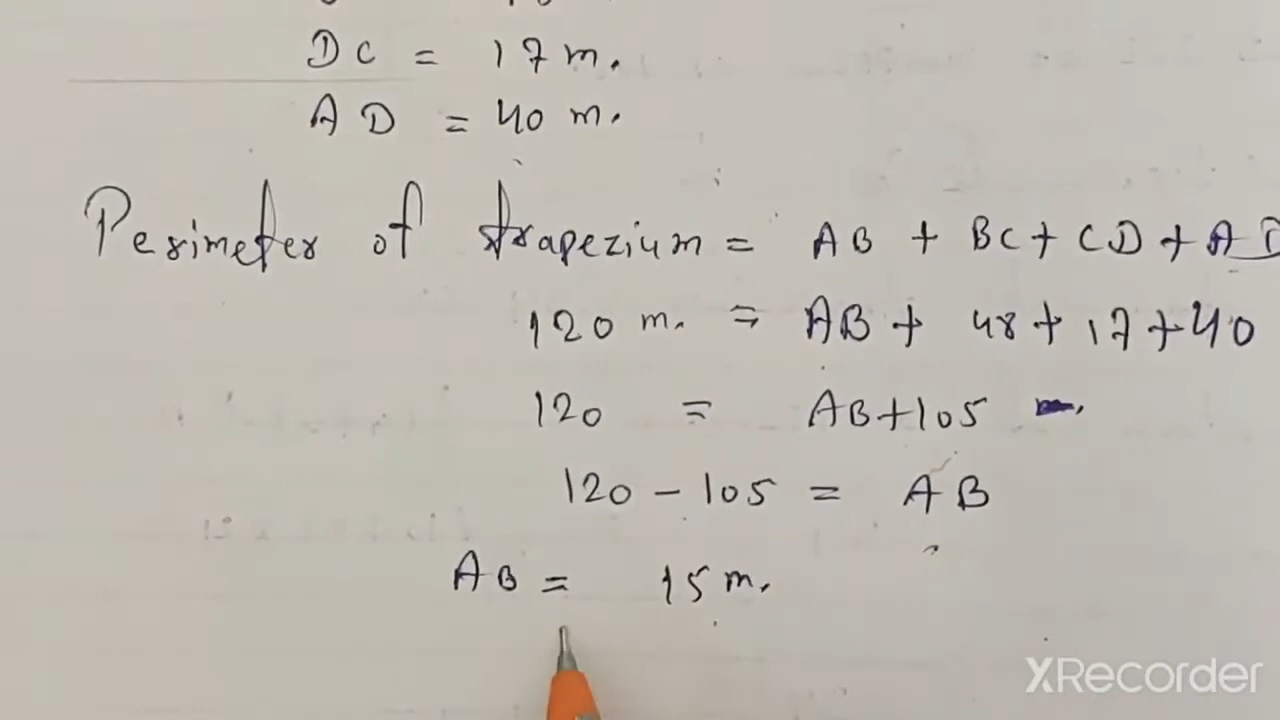 DC = 17 m.
AD = 40 m.
Perimeter of trapezium = AB + BC + CD + AD
120 m. = AB + 48 + 17 + 40
120 = AB + 105
120 - 105 = AB
AB = 15 m.
XRecorder